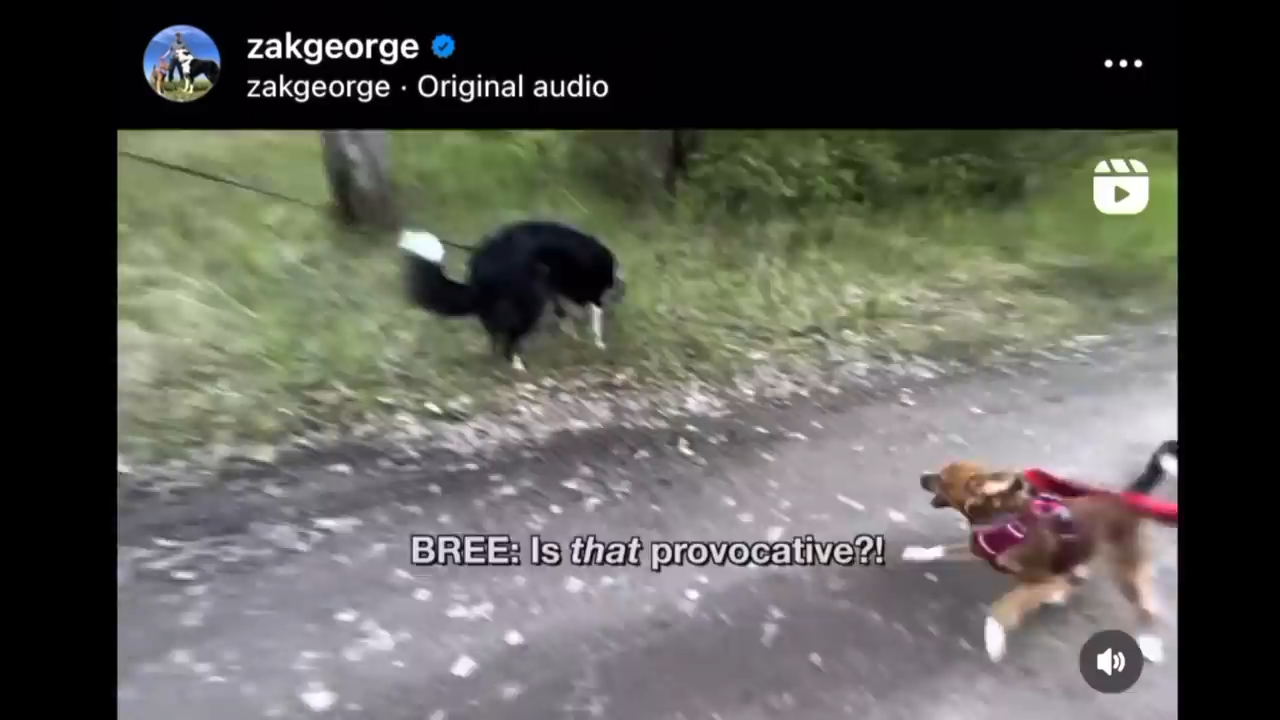 zakgeorge
zakgeorge · Original audio
BREE: Is that provocative?!